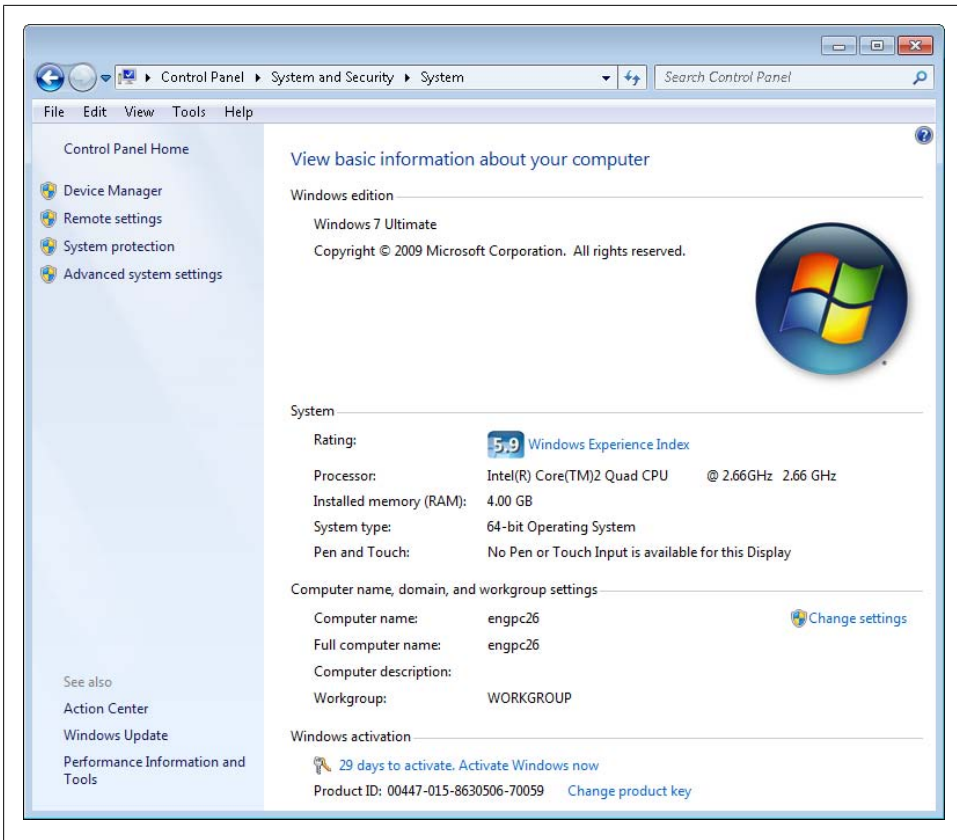 Control Panel ▸ System and Security ▸ System
Search Control Panel
File Edit View Tools Help
Control Panel Home
Device Manager
Remote settings
System protection
Advanced system settings
View basic information about your computer
Windows edition
Windows 7 Ultimate
Copyright © 2009 Microsoft Corporation. All rights reserved.
System
Rating: 5,9 Windows Experience Index
Processor: Intel(R) Core(TM)2 Quad CPU @ 2.66GHz 2.66 GHz
Installed memory (RAM): 4.00 GB
System type: 64-bit Operating System
Pen and Touch: No Pen or Touch Input is available for this Display
Computer name, domain, and workgroup settings
Computer name: engpc26
Change settings
Full computer name: engpc26
Computer description:
Workgroup: WORKGROUP
Windows activation
29 days to activate. Activate Windows now
Product ID: 00447-015-8630506-70059 Change product key
See also
Action Center
Windows Update
Performance Information and
Tools